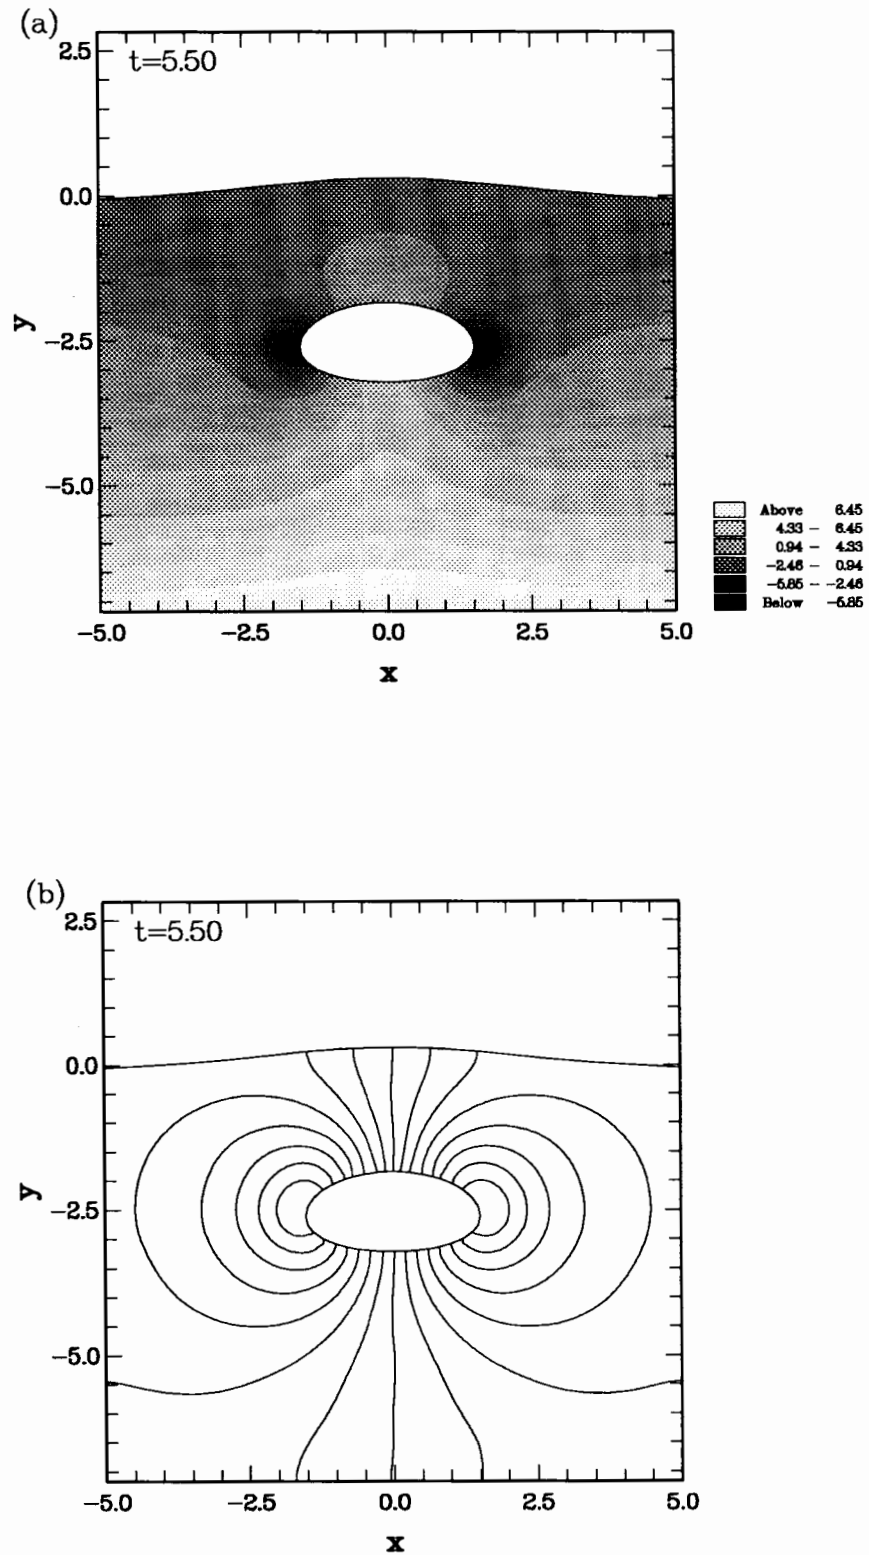 (a)
2.5
t=5.50
0.0
y
−2.5
−5.0
Above 6.45
4.33 − 6.45
0.94 − 4.33
−2.46 − 0.94
−5.85 − −2.46
Below −5.85
−5.0 −2.5 0.0 2.5 5.0
x
(b)
2.5
t=5.50
0.0
y
−2.5
−5.0
−5.0 −2.5 0.0 2.5 5.0
x